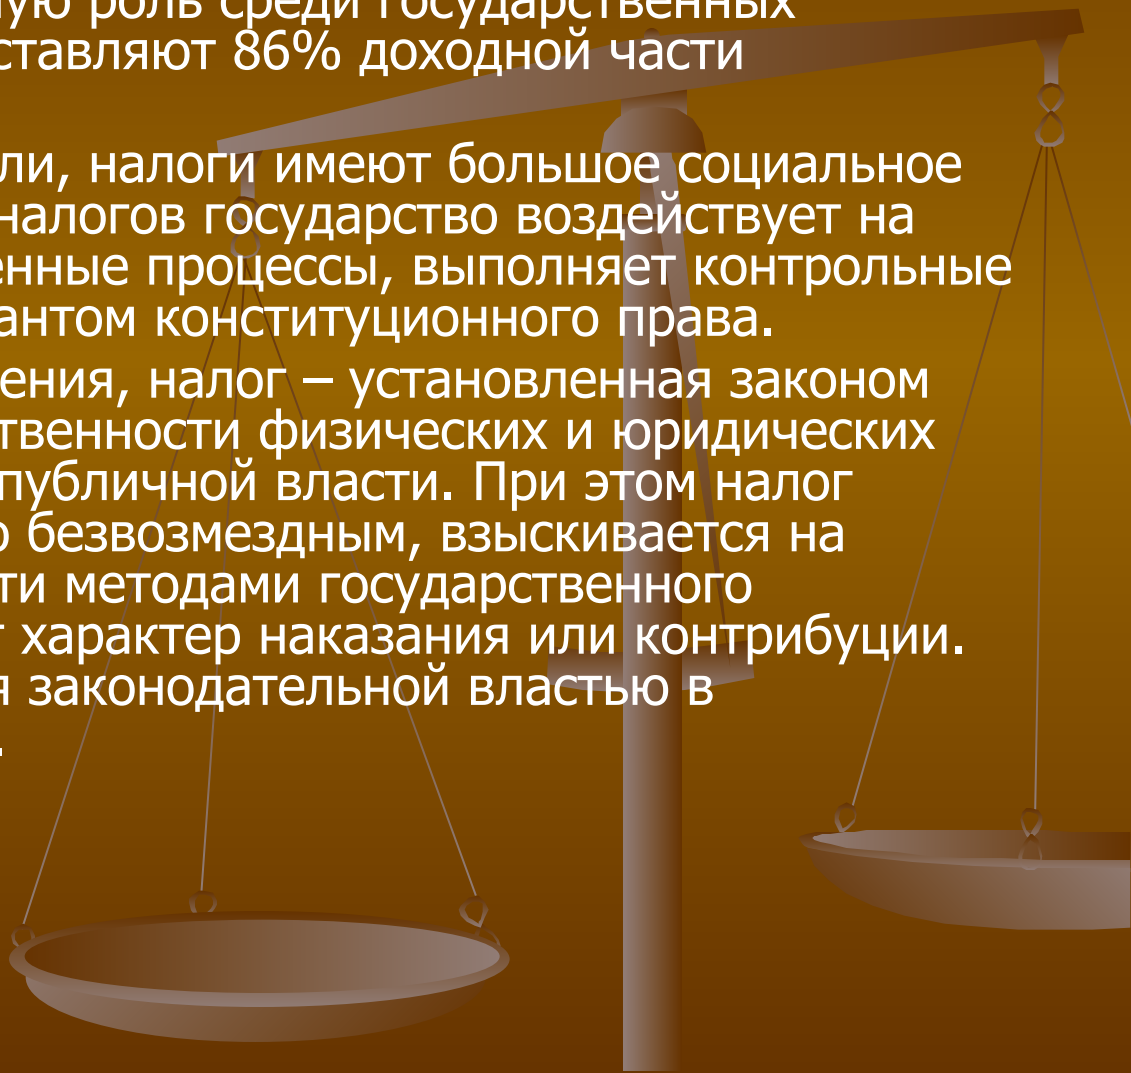 ую роль среди государственных
ставляют 86% доходной части
ли, налоги имеют большое социальное
налогов государство воздействует на
енные процессы, выполняет контрольные
антом конституционного права.
ения, налог – установленная законом
твенности физических и юридических
публичной власти. При этом налог
о безвозмездным, взыскивается на
ти методами государственного
т характер наказания или контрибуции.
я законодательной властью в
.